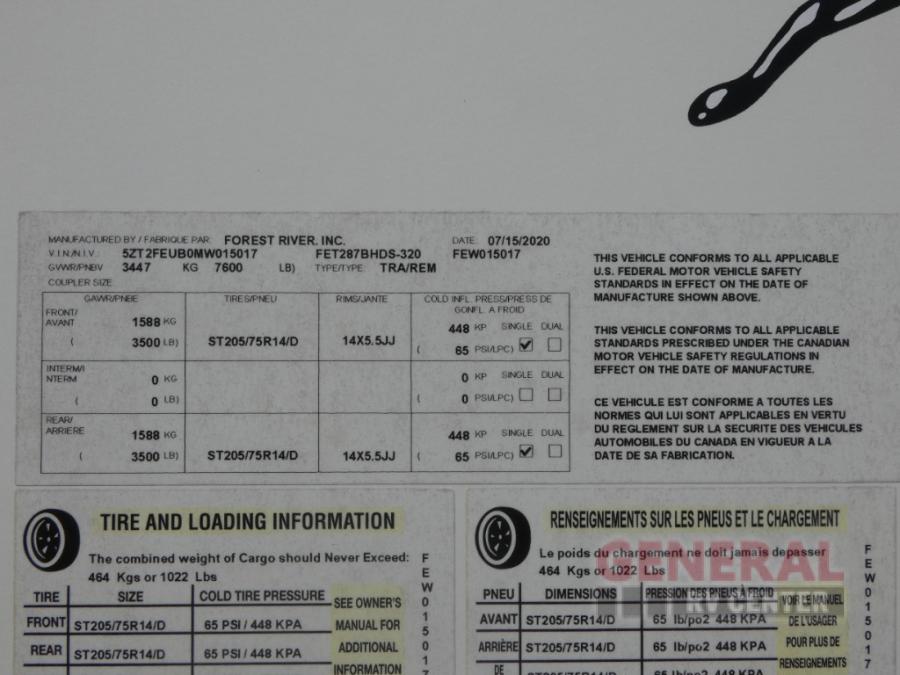 MANUFACTURED BY / FABRIQUE PAR: FOREST RIVER, INC. DATE: 07/15/2020
V.I.N./N.I.V.: 5ZT2FEUB0MW015017 FET287BHDS-320 FEW015017
GVWR/PNBV 3447 KG 7600 LB) TYPE/TYPE: TRA/REM
COUPLER SIZE
GAWR/PNBE TIRES/PNEU RIMS/JANTE COLD INFL. PRESS/PRESS DE
GONFL. A FROID
FRONT/
AVANT 1588 KG 448 KP SINGLE DUAL
( 3500 LB) ST205/75R14/D 14X5.5JJ ( 65 PSI/LPC)
INTERM/I
NTERM 0 KG 0 KP SINGLE DUAL
( 0 LB) ( 0 PSI/LPC)
REAR/
ARRIERE 1588 KG 448 KP SINGLE DUAL
( 3500 LB) ST205/75R14/D 14X5.5JJ ( 65 PSI/LPC)
THIS VEHICLE CONFORMS TO ALL APPLICABLE
U.S. FEDERAL MOTOR VEHICLE SAFETY
STANDARDS IN EFFECT ON THE DATE OF
MANUFACTURE SHOWN ABOVE.
THIS VEHICLE CONFORMS TO ALL APPLICABLE
STANDARDS PRESCRIBED UNDER THE CANADIAN
MOTOR VEHICLE SAFETY REGULATIONS IN
EFFECT ON THE DATE OF MANUFACTURE.
CE VEHICULE EST CONFORME A TOUTES LES
NORMES QUI LUI SONT APPLICABLES EN VERTU
DU REGLEMENT SUR LA SECURITE DES VEHICULES
AUTOMOBILES DU CANADA EN VIGUEUR A LA
DATE DE SA FABRICATION.
TIRE AND LOADING INFORMATION
The combined weight of Cargo should Never Exceed:
464 Kgs or 1022 Lbs
TIRE SIZE COLD TIRE PRESSURE SEE OWNER'S
FRONT ST205/75R14/D 65 PSI / 448 KPA MANUAL FOR
ADDITIONAL
REAR ST205/75R14/D 65 PSI / 448 KPA INFORMATION
FEW015017
RENSEIGNEMENTS SUR LES PNEUS ET LE CHARGEMENT
Le poids du chargement ne doit jamais depasser
464 Kgs or 1022 Lbs
PNEU DIMENSIONS PRESSION DES PNEUS À FROID VOIR LE MANUEL
AVANT ST205/75R14/D 65 lb/po2 448 KPA DE L'USAGER
POUR PLUS DE
ARRIÈRE ST205/75R14/D 65 lb/po2 448 KPA RENSEIGNEMENTS
DE
FEW015017
GENERAL
RV CENTER